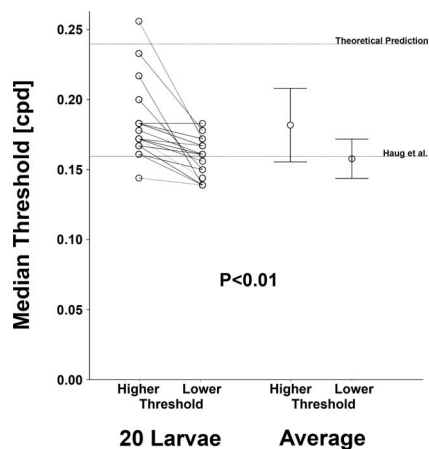 0.25
Theoretical Prediction
0.20
Haug et al.
0.15
0.10
P<0.01
0.05
0.00
Median Threshold [cpd]
Higher Lower Higher Lower
Threshold Threshold
20 Larvae Average